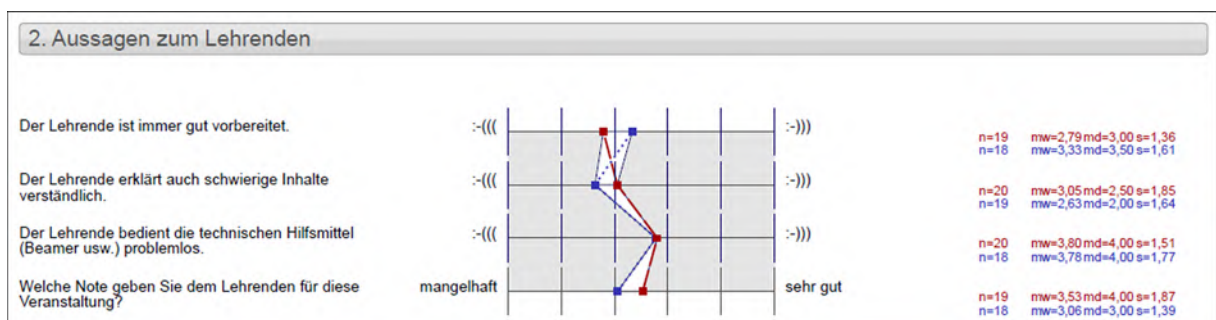 2. Aussagen zum Lehrenden
Der Lehrende ist immer gut vorbereitet.
:-(((
:-)))
n=19 mw=2,79 md=3,00 s=1,36
n=18 mw=3,33 md=3,50 s=1,61
Der Lehrende erklärt auch schwierige Inhalte
verständlich.
:-(((
:-)))
n=20 mw=3,05 md=2,50 s=1,85
n=19 mw=2,63 md=2,00 s=1,64
Der Lehrende bedient die technischen Hilfsmittel
(Beamer usw.) problemlos.
:-(((
:-)))
n=20 mw=3,80 md=4,00 s=1,51
n=18 mw=3,78 md=4,00 s=1,77
Welche Note geben Sie dem Lehrenden für diese
Veranstaltung?
mangelhaft
sehr gut
n=19 mw=3,53 md=4,00 s=1,87
n=18 mw=3,06 md=3,00 s=1,39